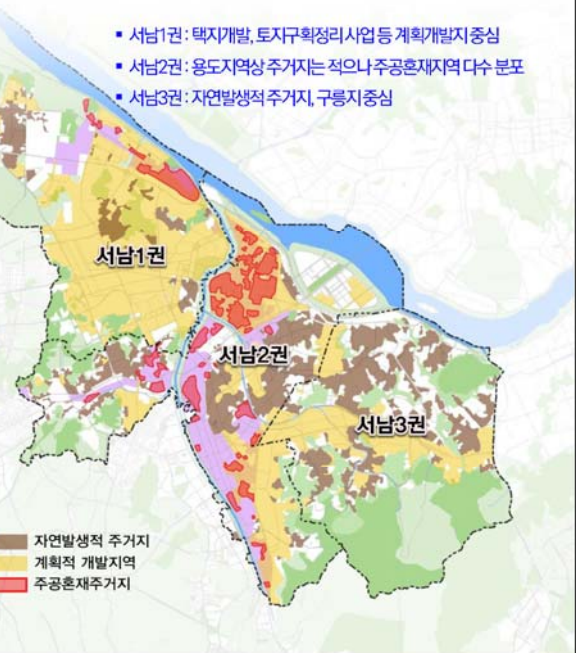 ▪ 서남1권 : 택지개발, 토지구획정리사업 등 계획개발지 중심
▪ 서남2권 : 용도지역상 주거지는 적으나 주공혼재지역 다수 분포
▪ 서남3권 : 자연발생적 주거지, 구릉지 중심
서남1권
서남2권
서남3권
자연발생적 주거지
계획적 개발지역
주공혼재주거지